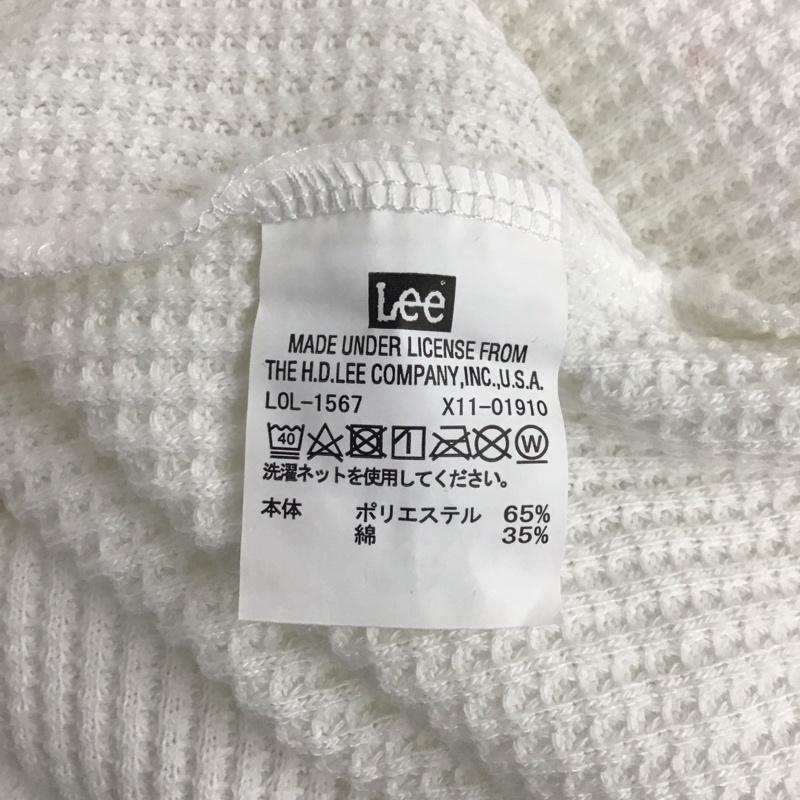 Lee
MADE UNDER LICENSE FROM
THE H.D.LEE COMPANY,INC.,U.S.A.
LOL-1567 X11-01910
40 W
洗濯ネットを使用してください。
本体 ポリエステル 65%
綿 35%